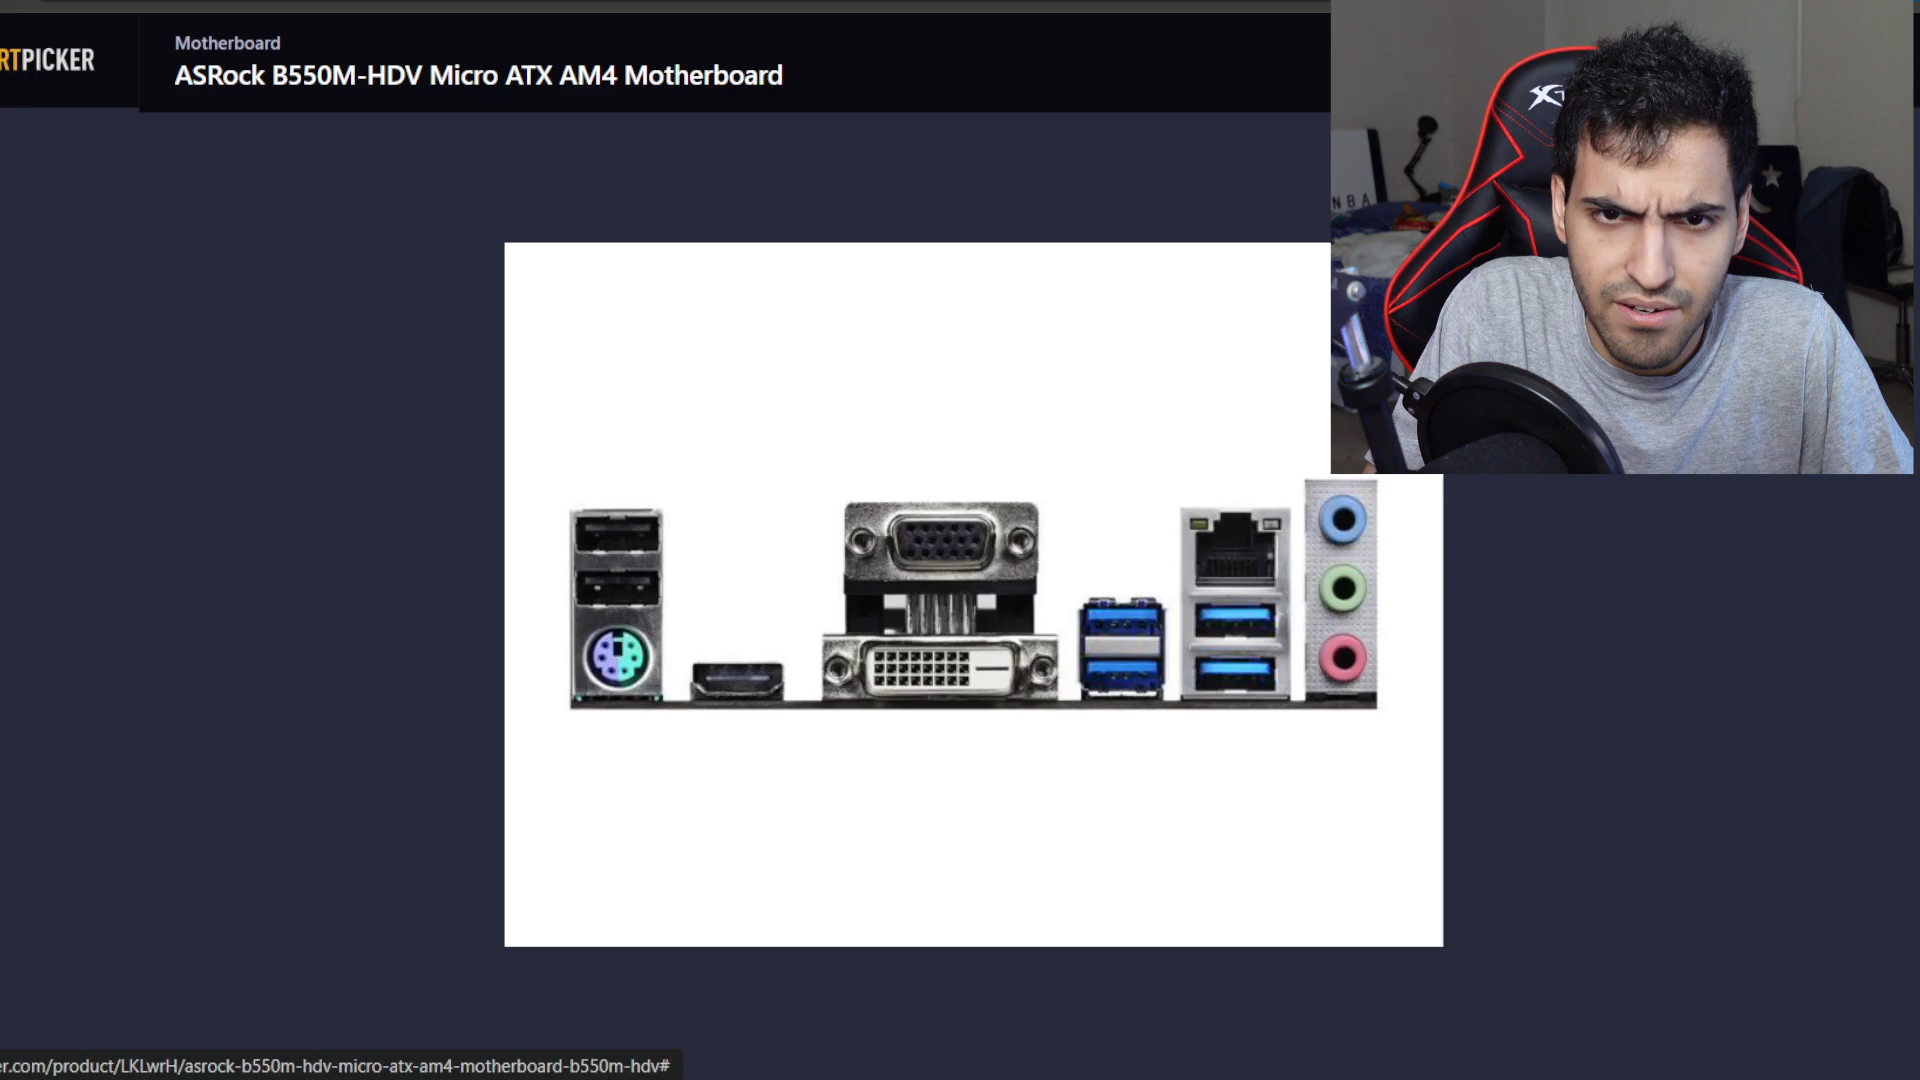 RTPICKER
Motherboard
ASRock B550M-HDV Micro ATX AM4 Motherboard
NBA
er.com/product/LKLwrH/asrock-b550m-hdv-micro-atx-am4-motherboard-b550m-hdv#